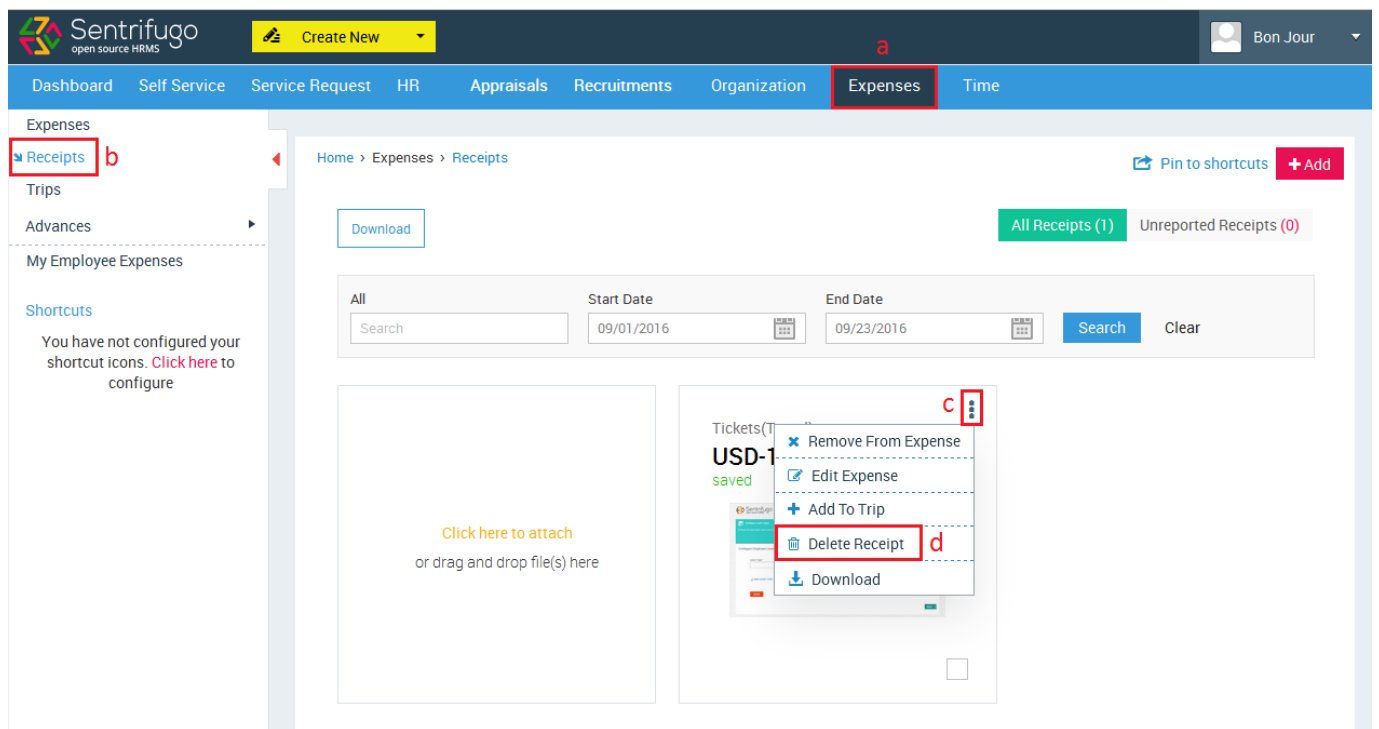 Sentrifugo
open source HRMS
Create New
Bon Jour
a
Dashboard Self Service Service Request HR Appraisals Recruitments Organization Expenses Time
Expenses
Receipts b
Trips
Advances
My Employee Expenses
Shortcuts
You have not configured your
shortcut icons. Click here to
configure
Home › Expenses › Receipts
Pin to shortcuts
+ Add
Download
All Receipts (1) Unreported Receipts (0)
All Start Date End Date
Search 09/01/2016 09/23/2016 Search Clear
Click here to attach
or drag and drop file(s) here
c
USD-1
saved
Remove From Expense
Edit Expense
Add To Trip
Delete Receipt d
Download